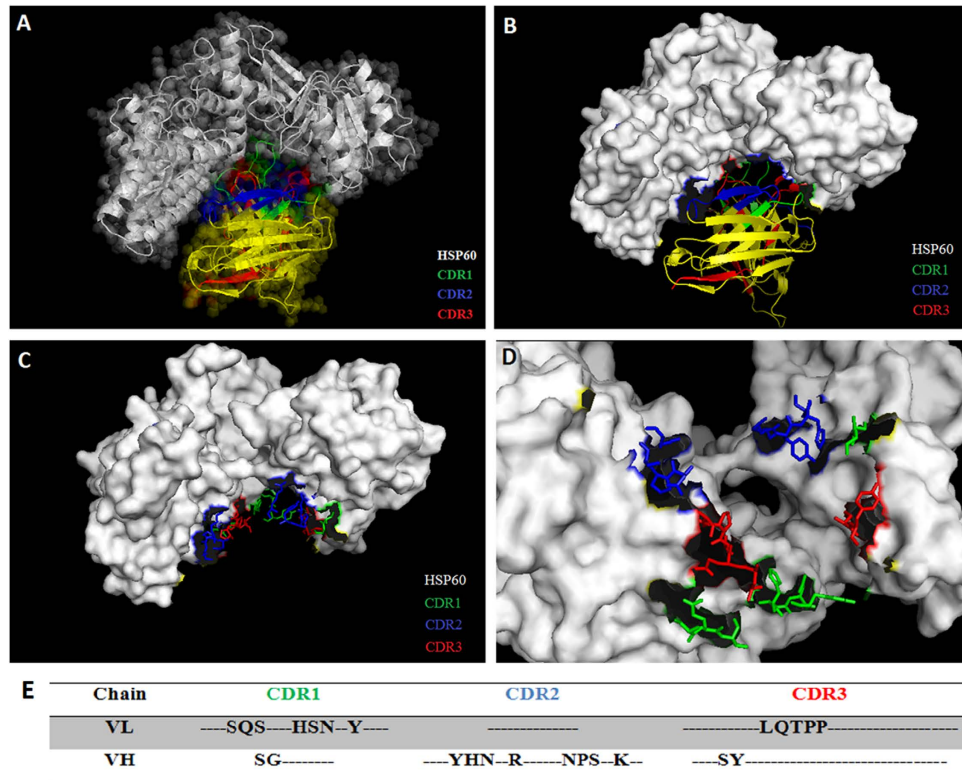 A
HSP60
CDR1
CDR2
CDR3
B
HSP60
CDR1
CDR2
CDR3
C
HSP60
CDR1
CDR2
CDR3
D
E
Chain CDR1 CDR2 CDR3
VL ----SQS----HSN--Y---- -------------- -----------LQTPP-------------------
VH SG-------- ----YHN--R------NPS--K-- ----SY-------------------------------